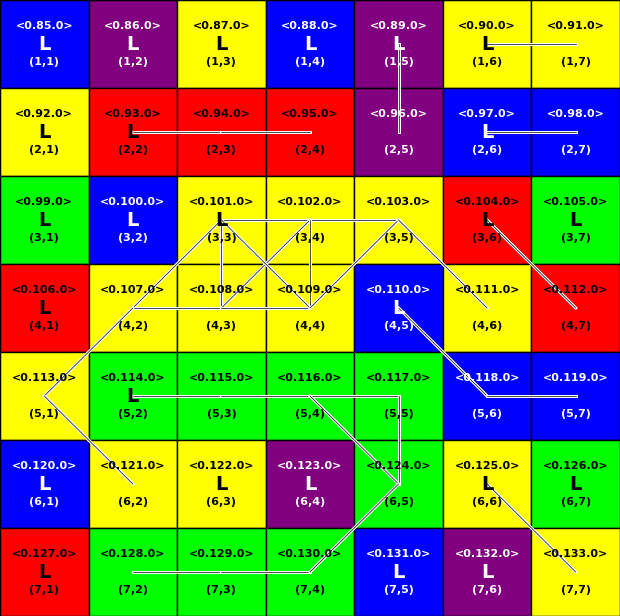 <0.85.0> <0.86.0> <0.87.0> <0.88.0> <0.89.0> <0.90.0> <0.91.0>
L L L L L L
(1,1) (1,2) (1,3) (1,4) (1,5) (1,6) (1,7)
<0.92.0> <0.93.0> <0.94.0> <0.95.0> <0.96.0> <0.97.0> <0.98.0>
L L L
(2,1) (2,2) (2,3) (2,4) (2,5) (2,6) (2,7)
<0.99.0> <0.100.0> <0.101.0> <0.102.0> <0.103.0> <0.104.0> <0.105.0>
L L L L L
(3,1) (3,2) (3,3) (3,4) (3,5) (3,6) (3,7)
<0.106.0> <0.107.0> <0.108.0> <0.109.0> <0.110.0> <0.111.0> <0.112.0>
L L
(4,1) (4,2) (4,3) (4,4) (4,5) (4,6) (4,7)
<0.113.0> <0.114.0> <0.115.0> <0.116.0> <0.117.0> <0.118.0> <0.119.0>
L
(5,1) (5,2) (5,3) (5,4) (5,5) (5,6) (5,7)
<0.120.0> <0.121.0> <0.122.0> <0.123.0> <0.124.0> <0.125.0> <0.126.0>
L L L L L
(6,1) (6,2) (6,3) (6,4) (6,5) (6,6) (6,7)
<0.127.0> <0.128.0> <0.129.0> <0.130.0> <0.131.0> <0.132.0> <0.133.0>
L L L
(7,1) (7,2) (7,3) (7,4) (7,5) (7,6) (7,7)